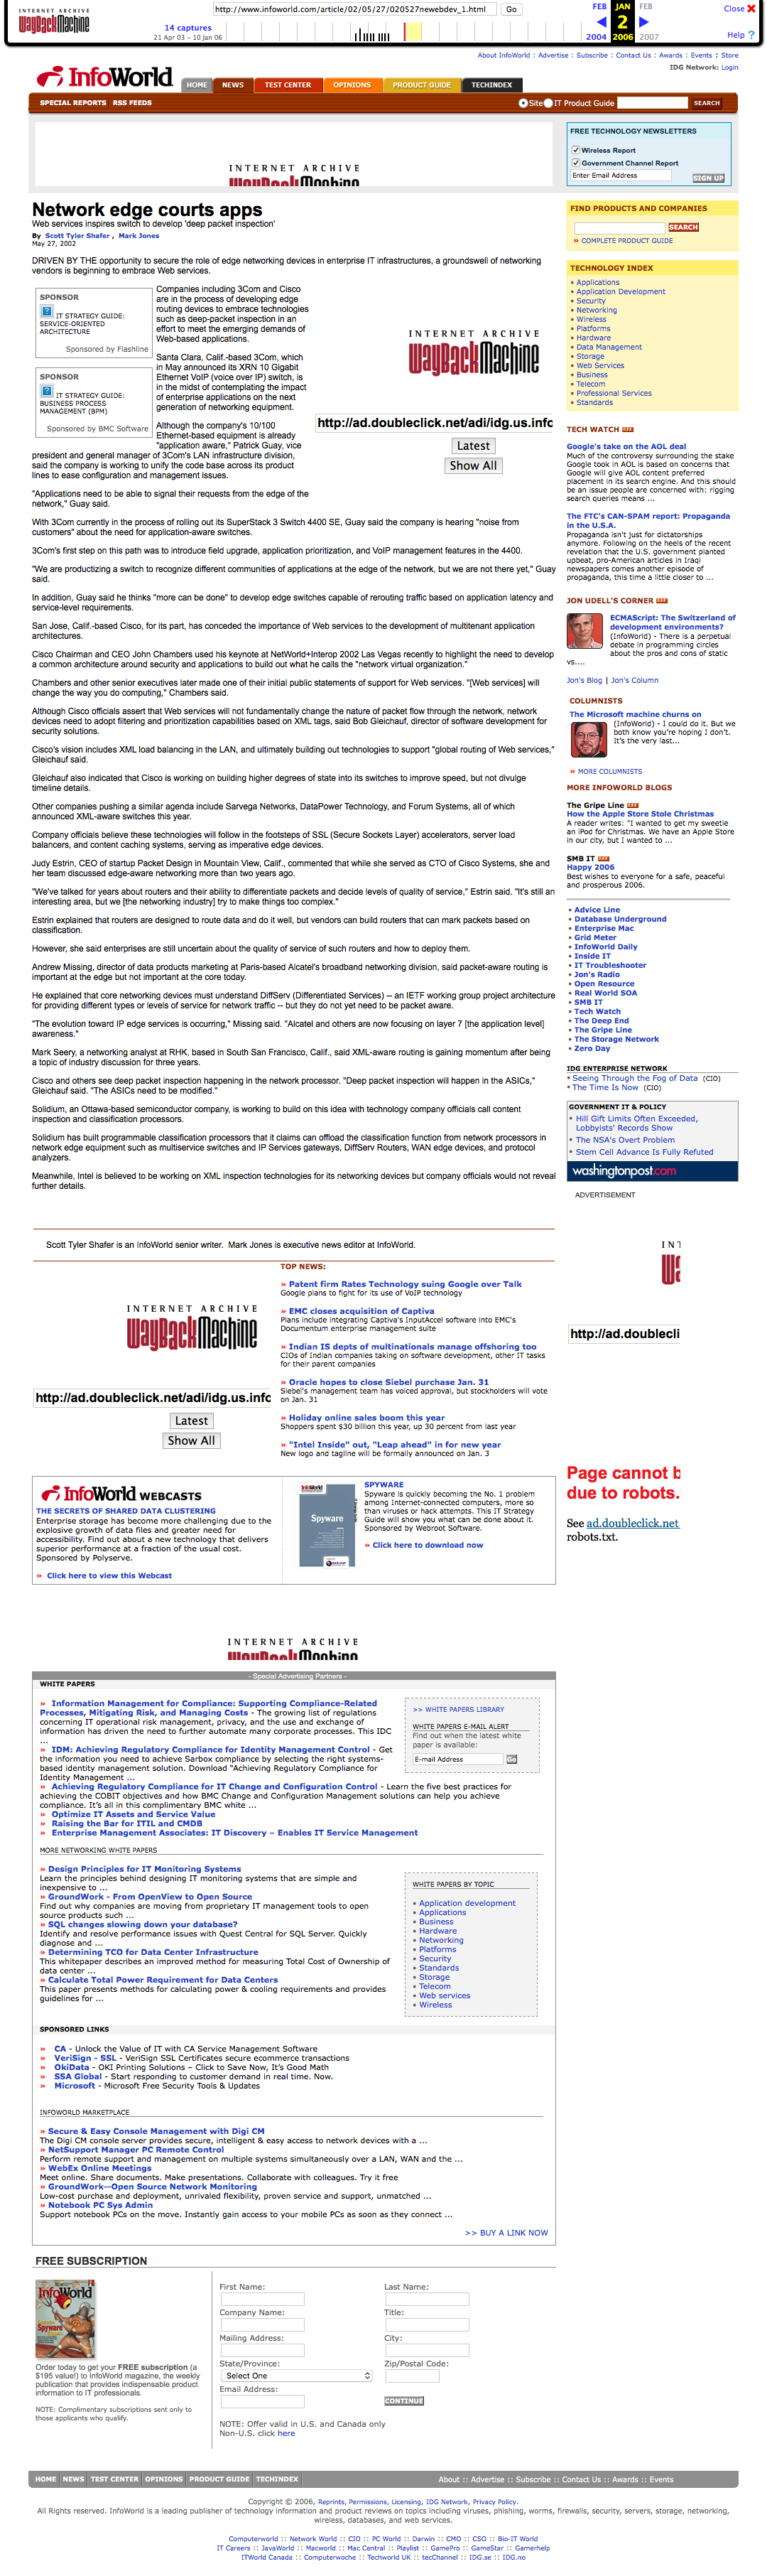 INTERNET ARCHIVE
WayBackMachine
http://www.infoworld.com/article/02/05/27/020527newebdev_1.html
Go
14 captures
21 Apr 03 – 10 Jan 06
FEB JAN FEB
2
2004 2006 2007
Close
Help ?
About InfoWorld : Advertise : Subscribe : Contact Us : Awards : Events : Store
IDG Network: Login
InfoWorld
HOME NEWS TEST CENTER OPINIONS PRODUCT GUIDE TECHINDEX
SPECIAL REPORTS RSS FEEDS
Site IT Product Guide SEARCH
INTERNET ARCHIVE
WayBackMachine
FREE TECHNOLOGY NEWSLETTERS
Wireless Report
Government Channel Report
Enter Email Address
SIGN UP
Network edge courts apps
Web services inspires switch to develop 'deep packet inspection'
By Scott Tyler Shafer , Mark Jones
May 27, 2002
DRIVEN BY THE opportunity to secure the role of edge networking devices in enterprise IT infrastructures, a groundswell of networking
vendors is beginning to embrace Web services.
SPONSOR
IT STRATEGY GUIDE:
SERVICE-ORIENTED
ARCHITECTURE
Sponsored by Flashline
SPONSOR
IT STRATEGY GUIDE:
BUSINESS PROCESS
MANAGEMENT (BPM)
Sponsored by BMC Software
Companies including 3Com and Cisco
are in the process of developing edge
routing devices to embrace technologies
such as deep-packet inspection in an
effort to meet the emerging demands of
Web-based applications.
Santa Clara, Calif.-based 3Com, which
in May announced its XRN 10 Gigabit
Ethernet VoIP (voice over IP) switch, is
in the midst of contemplating the impact
of enterprise applications on the next
generation of networking equipment.
Although the company's 10/100
Ethernet-based equipment is already
"application aware," Patrick Guay, vice
president and general manager of 3Com's LAN infrastructure division,
said the company is working to unify the code base across its product
lines to ease configuration and management issues.
INTERNET ARCHIVE
WayBackMachine
http://ad.doubleclick.net/adi/idg.us.info
Latest
Show All
"Applications need to be able to signal their requests from the edge of the
network," Guay said.
With 3Com currently in the process of rolling out its SuperStack 3 Switch 4400 SE, Guay said the company is hearing "noise from
customers" about the need for application-aware switches.
3Com's first step on this path was to introduce field upgrade, application prioritization, and VoIP management features in the 4400.
"We are productizing a switch to recognize different communities of applications at the edge of the network, but we are not there yet," Guay
said.
In addition, Guay said he thinks "more can be done" to develop edge switches capable of rerouting traffic based on application latency and
service-level requirements.
San Jose, Calif.-based Cisco, for its part, has conceded the importance of Web services to the development of multitenant application
architectures.
Cisco Chairman and CEO John Chambers used his keynote at NetWorld+Interop 2002 Las Vegas recently to highlight the need to develop
a common architecture around security and applications to build out what he calls the "network virtual organization."
Chambers and other senior executives later made one of their initial public statements of support for Web services. "[Web services] will
change the way you do computing," Chambers said.
Although Cisco officials assert that Web services will not fundamentally change the nature of packet flow through the network, network
devices need to adopt filtering and prioritization capabilities based on XML tags, said Bob Gleichauf, director of software development for
security solutions.
Cisco's vision includes XML load balancing in the LAN, and ultimately building out technologies to support "global routing of Web services,"
Gleichauf said.
Gleichauf also indicated that Cisco is working on building higher degrees of state into its switches to improve speed, but not divulge
timeline details.
Other companies pushing a similar agenda include Sarvega Networks, DataPower Technology, and Forum Systems, all of which
announced XML-aware switches this year.
Company officials believe these technologies will follow in the footsteps of SSL (Secure Sockets Layer) accelerators, server load
balancers, and content caching systems, serving as imperative edge devices.
Judy Estrin, CEO of startup Packet Design in Mountain View, Calif., commented that while she served as CTO of Cisco Systems, she and
her team discussed edge-aware networking more than two years ago.
"We've talked for years about routers and their ability to differentiate packets and decide levels of quality of service," Estrin said. "It's still an
interesting area, but we [the networking industry] try to make things too complex."
Estrin explained that routers are designed to route data and do it well, but vendors can build routers that can mark packets based on
classification.
However, she said enterprises are still uncertain about the quality of service of such routers and how to deploy them.
Andrew Missing, director of data products marketing at Paris-based Alcatel's broadband networking division, said packet-aware routing is
important at the edge but not important at the core today.
He explained that core networking devices must understand DiffServ (Differentiated Services) -- an IETF working group project architecture
for providing different types or levels of service for network traffic -- but they do not yet need to be packet aware.
"The evolution toward IP edge services is occurring," Missing said. "Alcatel and others are now focusing on layer 7 [the application level]
awareness."
Mark Seery, a networking analyst at RHK, based in South San Francisco, Calif., said XML-aware routing is gaining momentum after being
a topic of industry discussion for three years.
Cisco and others see deep packet inspection happening in the network processor. "Deep packet inspection will happen in the ASICs,"
Gleichauf said. "The ASICs need to be modified."
Solidium, an Ottawa-based semiconductor company, is working to build on this idea with technology company officials call content
inspection and classification processors.
Solidium has built programmable classification processors that it claims can offload the classification function from network processors in
network edge equipment such as multiservice switches and IP Services gateways, DiffServ Routers, WAN edge devices, and protocol
analyzers.
Meanwhile, Intel is believed to be working on XML inspection technologies for its networking devices but company officials would not reveal
further details.
Scott Tyler Shafer is an InfoWorld senior writer. Mark Jones is executive news editor at InfoWorld.
FIND PRODUCTS AND COMPANIES
SEARCH
» COMPLETE PRODUCT GUIDE
TECHNOLOGY INDEX
• Applications
• Application Development
• Security
• Networking
• Wireless
• Platforms
• Hardware
• Data Management
• Storage
• Web Services
• Business
• Telecom
• Professional Services
• Standards
TECH WATCH
Google's take on the AOL deal
Much of the controversy surrounding the stake
Google took in AOL is based on concerns that
Google will give AOL content preferred
placement in its search engine. And this should
be an issue people are concerned with: rigging
search queries means ...
The FTC's CAN-SPAM report: Propaganda
in the U.S.A.
Propaganda isn't just for dictatorships
anymore. Following on the heels of the recent
revelation that the U.S. government planted
upbeat, pro-American articles in Iraqi
newspapers comes another episode of
propaganda, this time a little closer to ...
JON UDELL'S CORNER
ECMAScript: The Switzerland of
development environments?
(InfoWorld) - There is a perpetual
debate in programming circles
about the pros and cons of static
vs....
Jon's Blog | Jon's Column
COLUMNISTS
The Microsoft machine churns on
(InfoWorld) - I could do it. But we
both know you're hoping I don't.
It's the very last...
» MORE COLUMNISTS
MORE INFOWORLD BLOGS
The Gripe Line
How the Apple Store Stole Christmas
A reader writes: "I wanted to get my sweetie
an iPod for Christmas. We have an Apple Store
in our city, but I wanted to ...
SMB IT
Happy 2006
Best wishes to everyone for a safe, peaceful
and prosperous 2006.
• Advice Line
• Database Underground
• Enterprise Mac
• Grid Meter
• InfoWorld Daily
• Inside IT
• IT Troubleshooter
• Jon's Radio
• Open Resource
• Real World SOA
• SMB IT
• Tech Watch
• The Deep End
• The Gripe Line
• The Storage Network
• Zero Day
IDG ENTERPRISE NETWORK
• Seeing Through the Fog of Data (CIO)
• The Time Is Now (CIO)
GOVERNMENT IT & POLICY
• Hill Gift Limits Often Exceeded,
Lobbyists' Records Show
• The NSA's Overt Problem
• Stem Cell Advance Is Fully Refuted
washingtonpost.com
ADVERTISEMENT
http://ad.doublecli
Page cannot b
due to robots.
See ad.doubleclick.net
robots.txt.
INTERNET ARCHIVE
WayBackMachine
http://ad.doubleclick.net/adi/idg.us.info
Latest
Show All
TOP NEWS:
» Patent firm Rates Technology suing Google over Talk
Google plans to fight for its use of VoIP technology
» EMC closes acquisition of Captiva
Plans include integrating Captiva's InputAccel software into EMC's
Documentum enterprise management suite
» Indian IS depts of multinationals manage offshoring too
CIOs of Indian companies taking on software development, other IT tasks
for their parent companies
» Oracle hopes to close Siebel purchase Jan. 31
Siebel's management team has voiced approval, but stockholders will vote
on Jan. 31
» Holiday online sales boom this year
Shoppers spent $30 billion this year, up 30 percent from last year
» "Intel Inside" out, "Leap ahead" in for new year
New logo and tagline will be formally announced on Jan. 3
InfoWorld WEBCASTS
THE SECRETS OF SHARED DATA CLUSTERING
Enterprise storage has become more challenging due to the
explosive growth of data files and greater need for
accessibility. Find out about a new technology that delivers
superior performance at a fraction of the usual cost.
Sponsored by Polyserve.
» Click here to view this Webcast
InfoWorld
Spyware
SPYWARE
Spyware is quickly becoming the No. 1 problem
among Internet-connected computers, more so
than viruses or hack attempts. This IT Strategy
Guide will show you what can be done about it.
Sponsored by Webroot Software.
» Click here to download now
INTERNET ARCHIVE
WayBackMachine
- Special Advertising Partners -
WHITE PAPERS
» Information Management for Compliance: Supporting Compliance-Related
Processes, Mitigating Risk, and Managing Costs - The growing list of regulations
concerning IT operational risk management, privacy, and the use and exchange of
information has driven the need to further automate many corporate processes. This IDC
...
» IDM: Achieving Regulatory Compliance for Identity Management Control - Get
the information you need to achieve Sarbox compliance by selecting the right systems-
based identity management solution. Download "Achieving Regulatory Compliance for
Identity Management ...
» Achieving Regulatory Compliance for IT Change and Configuration Control - Learn the five best practices for
achieving the COBIT objectives and how BMC Change and Configuration Management solutions can help you achieve
compliance. It's all in this complimentary BMC white ...
» Optimize IT Assets and Service Value
» Raising the Bar for ITIL and CMDB
» Enterprise Management Associates: IT Discovery – Enables IT Service Management
>> WHITE PAPERS LIBRARY
WHITE PAPERS E-MAIL ALERT
Find out when the latest white
paper is available:
E-mail Address
MORE NETWORKING WHITE PAPERS
» Design Principles for IT Monitoring Systems
Learn the principles behind designing IT monitoring systems that are simple and
inexpensive to ...
» GroundWork - From OpenView to Open Source
Find out why companies are moving from proprietary IT management tools to open
source products such ...
» SQL changes slowing down your database?
Identify and resolve performance issues with Quest Central for SQL Server. Quickly
diagnose and ...
» Determining TCO for Data Center Infrastructure
This whitepaper describes an improved method for measuring Total Cost of Ownership of
data center ...
» Calculate Total Power Requirement for Data Centers
This paper presents methods for calculating power & cooling requirements and provides
guidelines for ...
WHITE PAPERS BY TOPIC
• Application development
• Applications
• Business
• Hardware
• Networking
• Platforms
• Security
• Standards
• Storage
• Telecom
• Web services
• Wireless
SPONSORED LINKS
» CA - Unlock the Value of IT with CA Service Management Software
» VeriSign - SSL - VeriSign SSL Certificates secure ecommerce transactions
» OkiData - OKI Printing Solutions – Click to Save Now, It's Good Math
» SSA Global - Start responding to customer demand in real time. Now.
» Microsoft - Microsoft Free Security Tools & Updates
INFOWORLD MARKETPLACE
» Secure & Easy Console Management with Digi CM
The Digi CM console server provides secure, intelligent & easy access to network devices with a ...
» NetSupport Manager PC Remote Control
Perform remote support and management on multiple systems simultaneously over a LAN, WAN and the ...
» WebEx Online Meetings
Meet online. Share documents. Make presentations. Collaborate with colleagues. Try it free
» GroundWork--Open Source Network Monitoring
Low-cost purchase and deployment, unrivaled flexibility, proven service and support, unmatched ...
» Notebook PC Sys Admin
Support notebook PCs on the move. Instantly gain access to your mobile PCs as soon as they connect ...
>> BUY A LINK NOW
FREE SUBSCRIPTION
InfoWorld
Spyware
Order today to get your FREE subscription (a
$195 value!) to InfoWorld magazine, the weekly
publication that provides indispensable product
information to IT professionals.
NOTE: Complimentary subscriptions sent only to
those applicants who qualify.
First Name: Last Name:
Company Name: Title:
Mailing Address: City:
State/Province: Zip/Postal Code:
Select One
Email Address:
CONTINUE
NOTE: Offer valid in U.S. and Canada only
Non-U.S. click here
HOME NEWS TEST CENTER OPINIONS PRODUCT GUIDE TECHINDEX
About :: Advertise :: Subscribe :: Contact Us :: Awards :: Events
Copyright © 2006, Reprints, Permissions, Licensing, IDG Network, Privacy Policy.
All Rights reserved. InfoWorld is a leading publisher of technology information and product reviews on topics including viruses, phishing, worms, firewalls, security, servers, storage, networking,
wireless, databases, and web services.
Computerworld :: Network World :: CIO :: PC World :: Darwin :: CMO :: CSO :: Bio-IT World
IT Careers :: JavaWorld :: Macworld :: Mac Central :: Playlist :: GamePro :: GameStar :: Gamerhelp
ITWorld Canada :: Computerwoche :: Techworld UK :: tecChannel :: IDG.se :: IDG.no